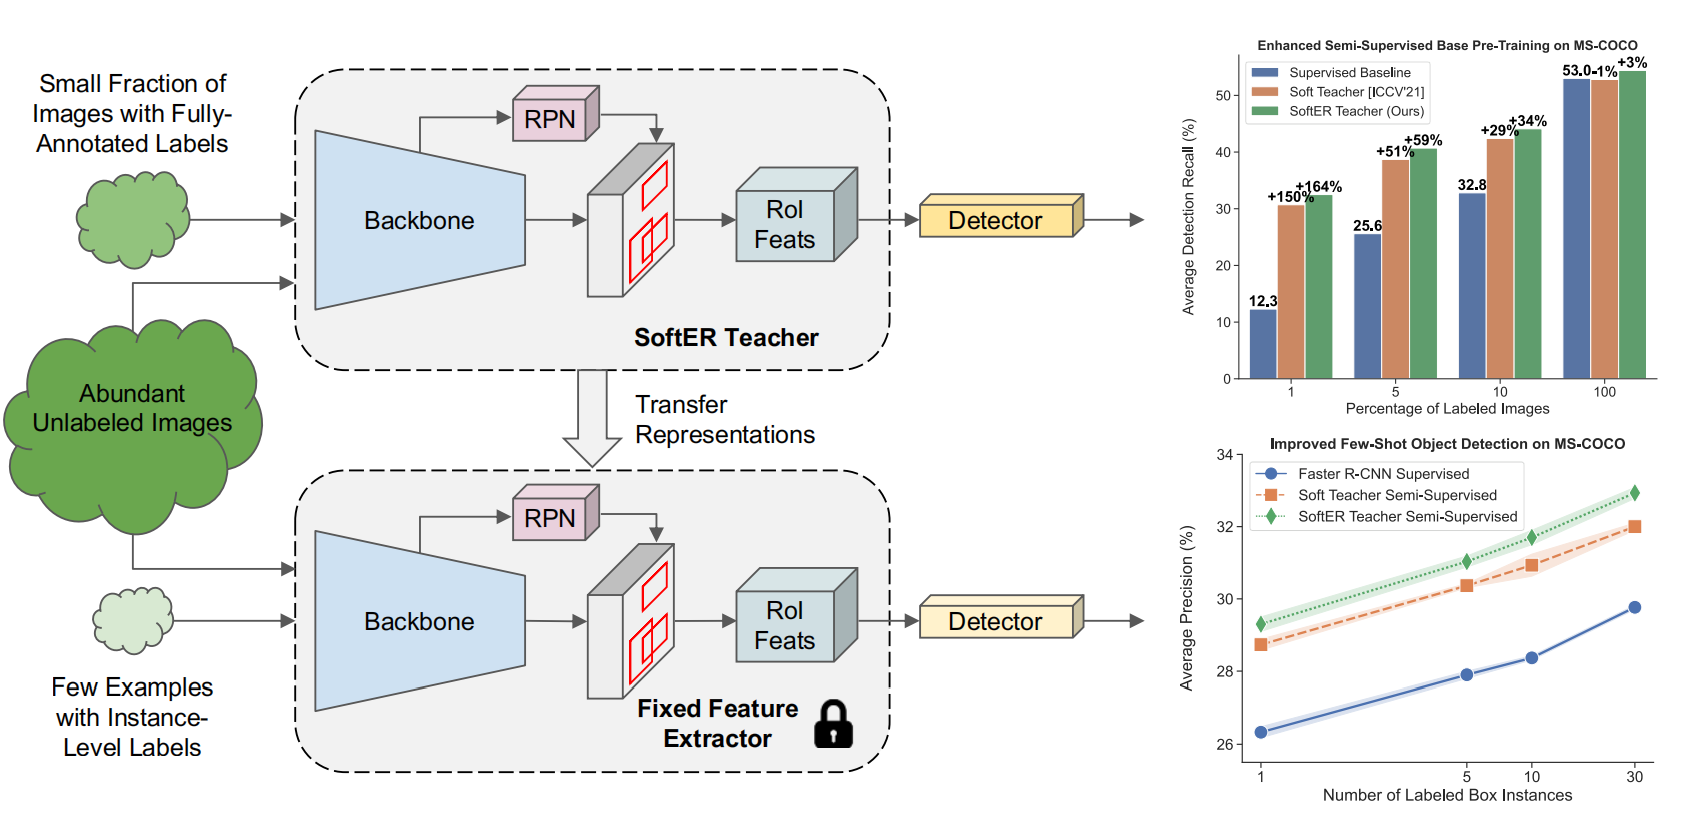 Small Fraction of
Images with Fully-
Annotated Labels
Abundant
Unlabeled Images
Few Examples
with Instance-
Level Labels
RPN
Backbone
RoI
Feats
Detector
SoftER Teacher
Transfer
Representations
RPN
Backbone
RoI
Feats
Detector
Fixed Feature
Extractor
Enhanced Semi-Supervised Base Pre-Training on MS-COCO
Supervised Baseline
Soft Teacher [ICCV'21]
SoftER Teacher (Ours)
Average Detection Recall (%)
50
40
30
20
10
0
12.3
+150%
+164%
25.6
+51%
+59%
32.8
+29%
+34%
53.0
-1%
+3%
1
5
10
100
Percentage of Labeled Images
Improved Few-Shot Object Detection on MS-COCO
Faster R-CNN Supervised
Soft Teacher Semi-Supervised
SoftER Teacher Semi-Supervised
Average Precision (%)
34
32
30
28
26
1
5
10
30
Number of Labeled Box Instances